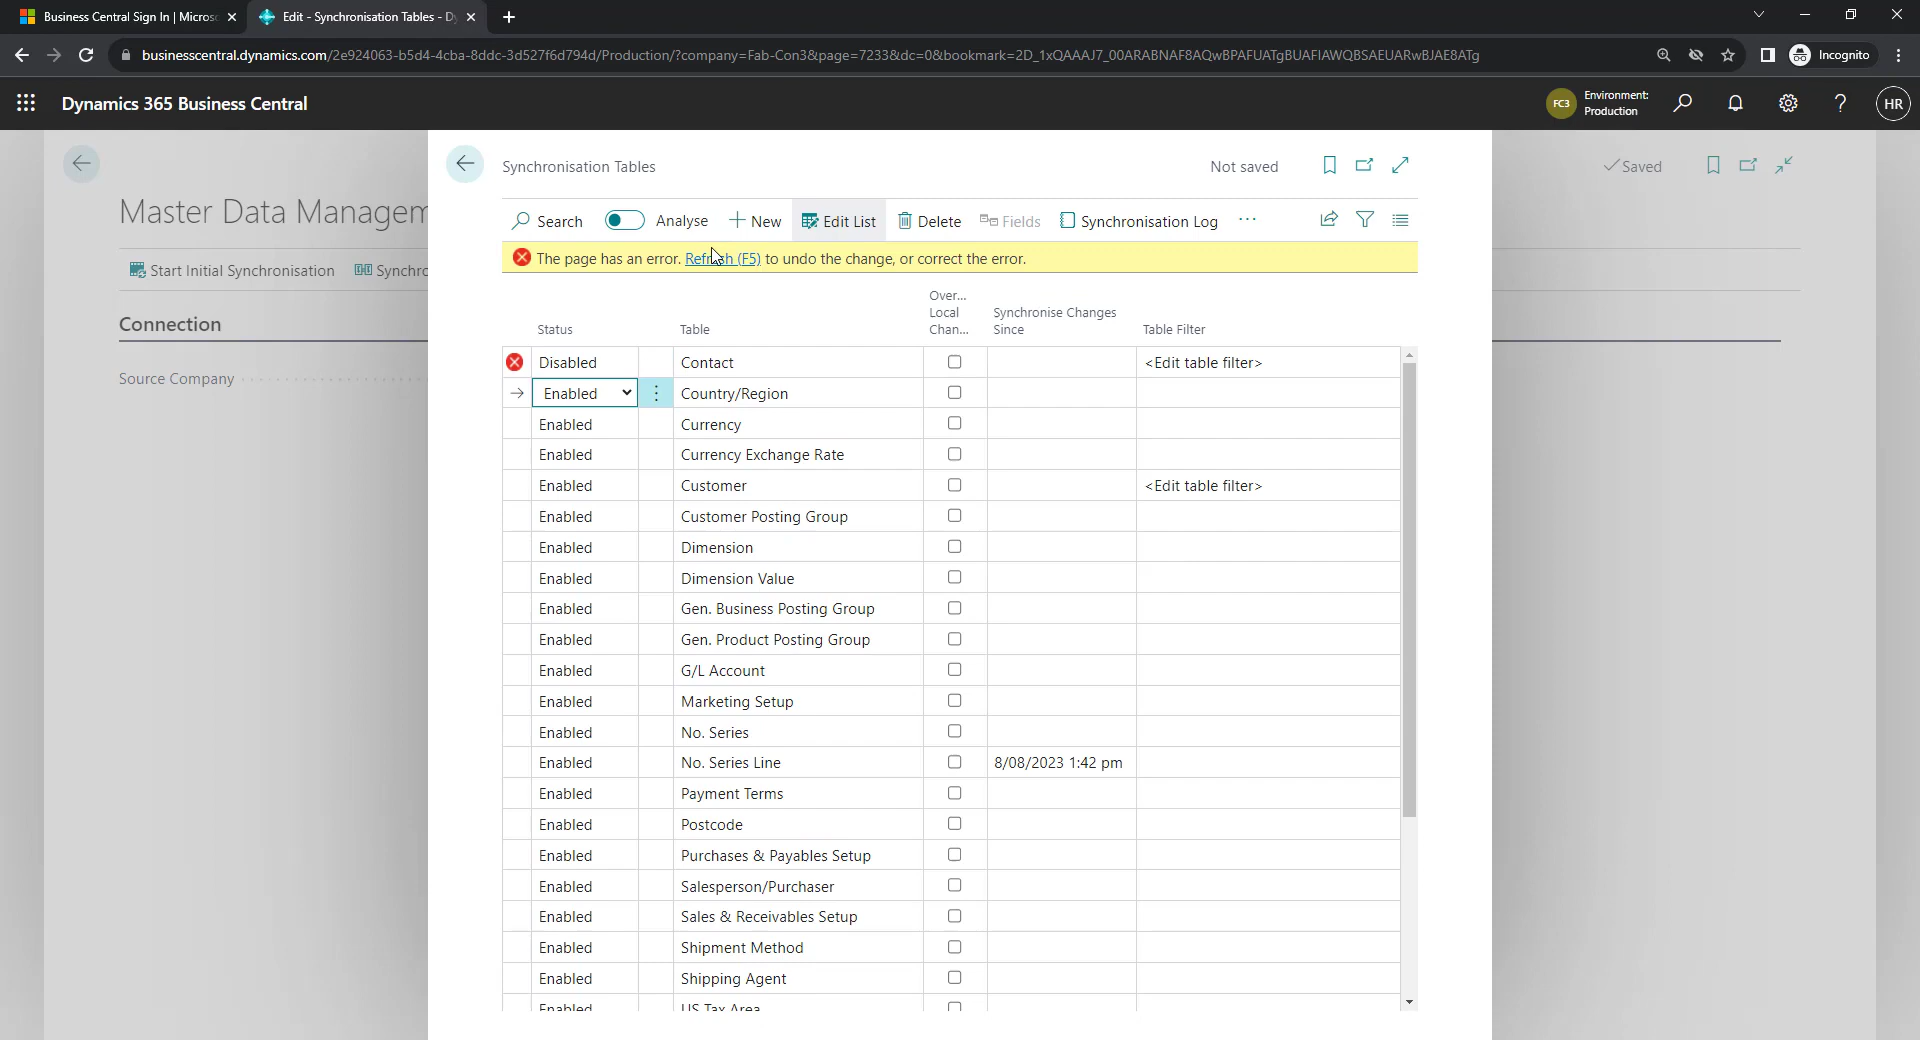 Business Central Sign In | Micros
Edit - Synchronisation Tables - Dy
businesscentral.dynamics.com/2e924063-b5d4-4cba-8ddc-3d527f6d794d/Production/?company=Fab-Con3&page=7233&dc=0&bookmark=2D_1xQAAAJ7_00ARABNAF8AQwBPAFUATgBUAFIAWQBSAEUARwBJAE8ATg
Incognito
Dynamics 365 Business Central
FC3
Environment:
Production
?
HR
Synchronisation Tables
Not saved
Saved
Master Data Managem
Search
Analyse
New
Edit List
Delete
Fields
Synchronisation Log
The page has an error. Refresh (F5) to undo the change, or correct the error.
Start Initial Synchronisation
Synchro
Connection
Source Company
Status Table Over... Local Chan... Synchronise Changes Since Table Filter
Disabled Contact <Edit table filter>
Enabled Country/Region
Enabled Currency
Enabled Currency Exchange Rate
Enabled Customer <Edit table filter>
Enabled Customer Posting Group
Enabled Dimension
Enabled Dimension Value
Enabled Gen. Business Posting Group
Enabled Gen. Product Posting Group
Enabled G/L Account
Enabled Marketing Setup
Enabled No. Series
Enabled No. Series Line 8/08/2023 1:42 pm
Enabled Payment Terms
Enabled Postcode
Enabled Purchases & Payables Setup
Enabled Salesperson/Purchaser
Enabled Sales & Receivables Setup
Enabled Shipment Method
Enabled Shipping Agent
Enabled US Tax Area